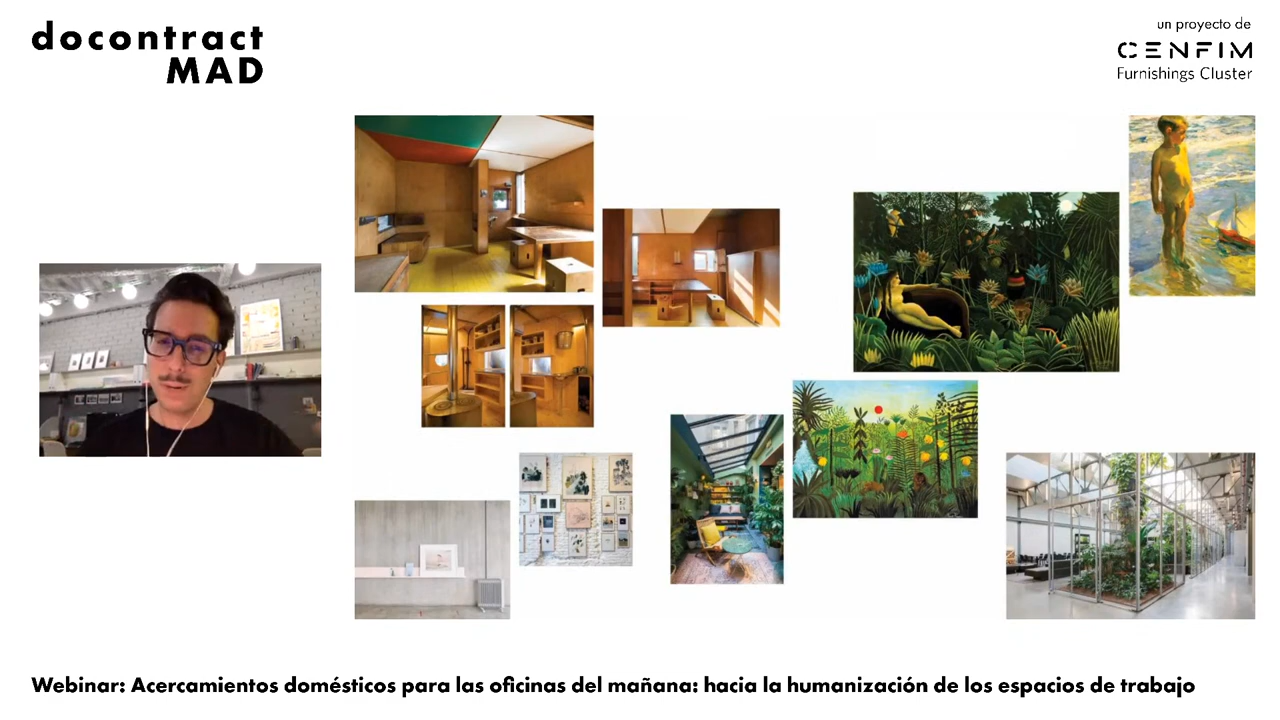 docontract
MAD
un proyecto de
CENFIM
Furnishings Cluster
Webinar: Acercamientos domésticos para las oficinas del mañana: hacia la humanización de los espacios de trabajo